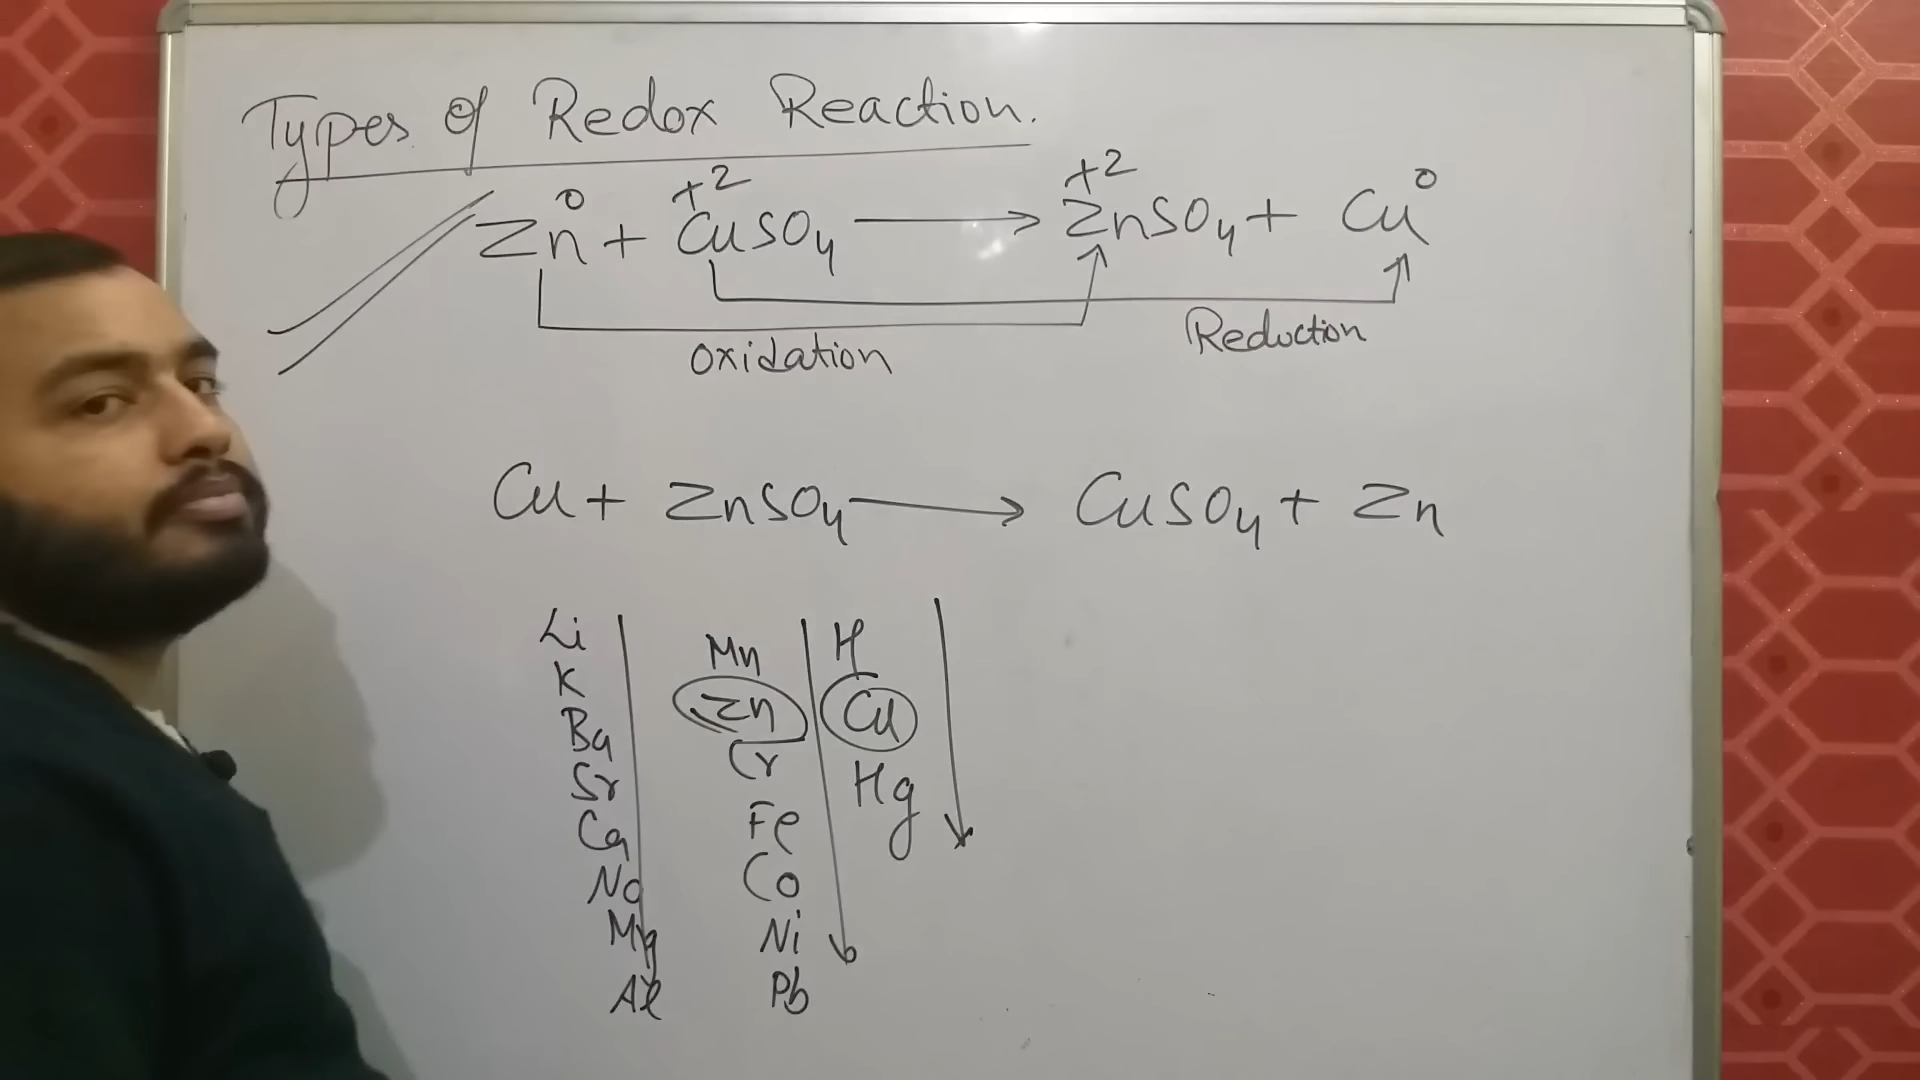 Types of Redox Reaction.
0 +2 +2 0
Zn + CuSO4 ⟶ ZnSO4 + Cu
Reduction
Oxidation
Cu + ZnSO4 ⟶ CuSO4 + Zn
Li
K
Ba
Sr
Ca
Na
Mg
Al
Mn
Zn
Cr
Fe
Co
Ni
Pb
H
Cu
Hg